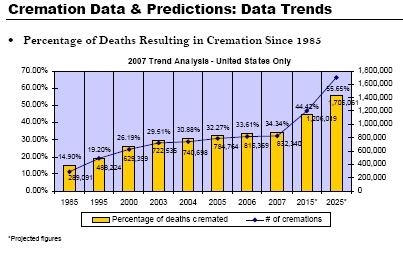 Cremation Data & Predictions: Data Trends
• Percentage of Deaths Resulting in Cremation Since 1985
2007 Trend Analysis - United States Only
70.00% 1,800,000
60.00% 1,600,000
50.00% 1,400,000
40.00% 1,200,000
30.00% 1,000,000
20.00% 800,000
10.00% 600,000
0.00% 400,000
200,000
0
14.90% 19.20% 26.19% 29.51% 30.88% 32.27% 33.61% 34.34% 44.42% 55.65%
289,091 488,224 629,399 722,535 740,698 784,764 815,369 832,340 1,206,019
1985 1995 2000 2003 2004 2005 2006 2007 2015* 2025*
Percentage of deaths cremated # of cremations
*Projected figures